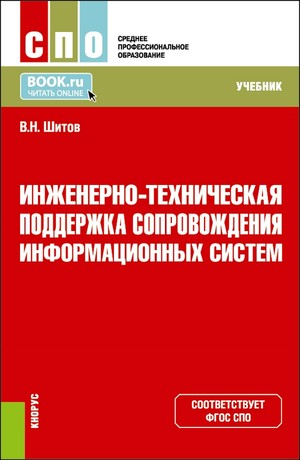 СПО
СРЕДНЕЕ
ПРОФЕССИОНАЛЬНОЕ
ОБРАЗОВАНИЕ
BOOK.ru
ЧИТАТЬ ONLINE
УЧЕБНИК
В.Н. Шитов
ИНЖЕНЕРНО-ТЕХНИЧЕСКАЯ
ПОДДЕРЖКА СОПРОВОЖДЕНИЯ
ИНФОРМАЦИОННЫХ СИСТЕМ
СООТВЕТСТВУЕТ
ФГОС СПО
КНОРУС